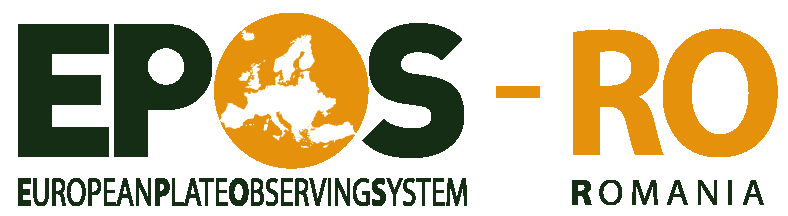 EPOS – RO
EUROPEANPLATEOBSERVINGSYSTEM ROMANIA